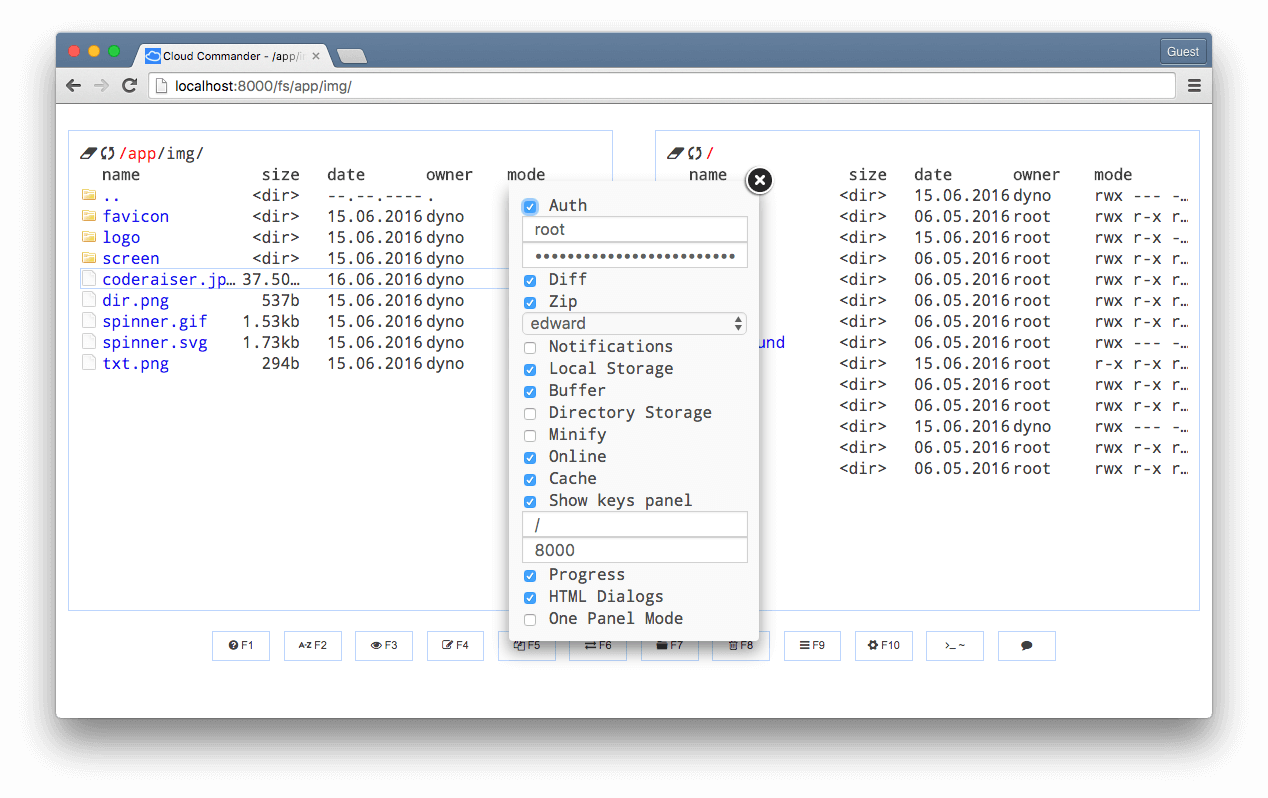 Cloud Commander - /app/i
Guest
localhost:8000/fs/app/img/
/app/img/
name size date owner mode
.. <dir> --.--.---- .
favicon <dir> 15.06.2016 dyno
logo <dir> 15.06.2016 dyno
screen <dir> 15.06.2016 dyno
coderaiser.jp… 37.50… 16.06.2016 dyno
dir.png 537b 15.06.2016 dyno
spinner.gif 1.53kb 15.06.2016 dyno
spinner.svg 1.73kb 15.06.2016 dyno
txt.png 294b 15.06.2016 dyno
Auth
root
•••••••••••••••••••••••••
Diff
Zip
edward
Notifications
Local Storage
Buffer
Directory Storage
Minify
Online
Cache
Show keys panel
/
8000
Progress
HTML Dialogs
One Panel Mode
/
name size date owner mode
<dir> 15.06.2016 dyno rwx --- -…
<dir> 06.05.2016 root rwx r-x r…
<dir> 15.06.2016 root rwx r-x -…
<dir> 06.05.2016 root rwx r-x r…
<dir> 06.05.2016 root rwx r-x r…
<dir> 06.05.2016 root rwx r-x r…
<dir> 06.05.2016 root rwx r-x r…
und <dir> 06.05.2016 root rwx --- -…
<dir> 15.06.2016 root r-x r-x r…
<dir> 06.05.2016 root rwx r-x r…
<dir> 06.05.2016 root rwx r-x r…
<dir> 15.06.2016 dyno rwx --- -…
<dir> 06.05.2016 root rwx r-x r…
<dir> 06.05.2016 root rwx r-x r…
F1 A-Z F2 F3 F4 F5 F6 F7 F8 F9 F10 >_ ~